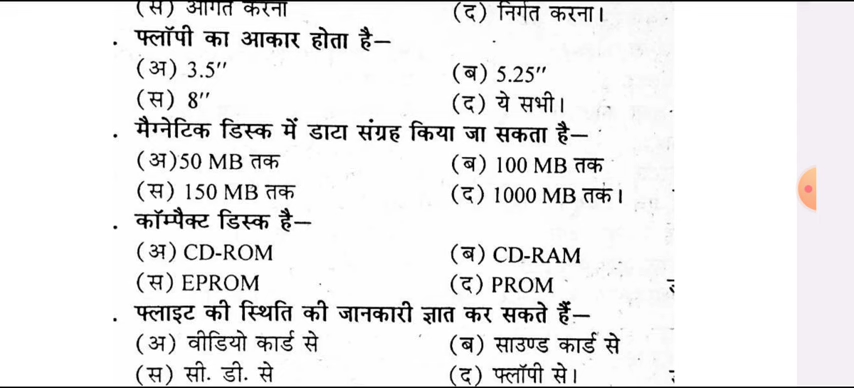 (स) आगत करना (द) निर्गत करना।
. फ्लॉपी का आकार होता है—
(अ) 3.5″ (ब) 5.25″
(स) 8″ (द) ये सभी।
. मैग्नेटिक डिस्क में डाटा संग्रह किया जा सकता है—
(अ)50 MB तक (ब) 100 MB तक
(स) 150 MB तक (द) 1000 MB तक।
. कॉम्पैक्ट डिस्क है—
(अ) CD-ROM (ब) CD-RAM
(स) EPROM (द) PROM
. फ्लाइट की स्थिति की जानकारी ज्ञात कर सकते हैं—
(अ) वीडियो कार्ड से (ब) साउण्ड कार्ड से
(स) सी. डी. से (द) फ्लॉपी से।